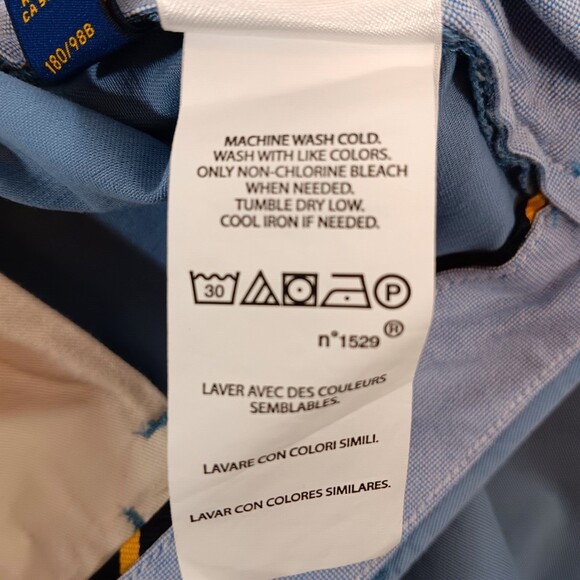 180/98B
MACHINE WASH COLD.
WASH WITH LIKE COLORS.
ONLY NON-CHLORINE BLEACH
WHEN NEEDED.
TUMBLE DRY LOW.
COOL IRON IF NEEDED.
30 P
n°1529®
LAVER AVEC DES COULEURS
SEMBLABLES.
LAVARE CON COLORI SIMILI.
LAVAR CON COLORES SIMILARES.